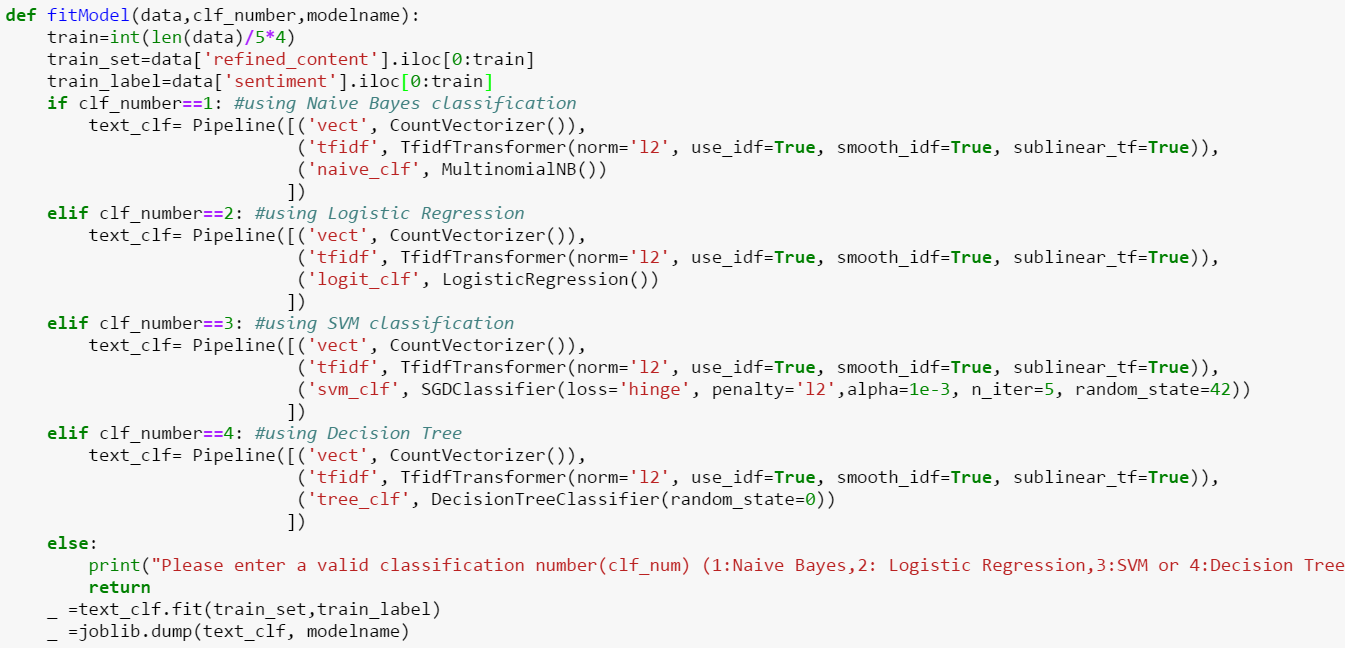 def fitModel(data,clf_number,modelname):
    train=int(len(data)/5*4)
    train_set=data['refined_content'].iloc[0:train]
    train_label=data['sentiment'].iloc[0:train]
    if clf_number==1: #using Naive Bayes classification
        text_clf= Pipeline([('vect', CountVectorizer()),
                            ('tfidf', TfidfTransformer(norm='l2', use_idf=True, smooth_idf=True, sublinear_tf=True)),
                            ('naive_clf', MultinomialNB())
                           ])
    elif clf_number==2: #using Logistic Regression
        text_clf= Pipeline([('vect', CountVectorizer()),
                            ('tfidf', TfidfTransformer(norm='l2', use_idf=True, smooth_idf=True, sublinear_tf=True)),
                            ('logit_clf', LogisticRegression())
                           ])
    elif clf_number==3: #using SVM classification
        text_clf= Pipeline([('vect', CountVectorizer()),
                            ('tfidf', TfidfTransformer(norm='l2', use_idf=True, smooth_idf=True, sublinear_tf=True)),
                            ('svm_clf', SGDClassifier(loss='hinge', penalty='l2',alpha=1e-3, n_iter=5, random_state=42))
                           ])
    elif clf_number==4: #using Decision Tree
        text_clf= Pipeline([('vect', CountVectorizer()),
                            ('tfidf', TfidfTransformer(norm='l2', use_idf=True, smooth_idf=True, sublinear_tf=True)),
                            ('tree_clf', DecisionTreeClassifier(random_state=0))
                           ])
    else:
        print("Please enter a valid classification number(clf_num) (1:Naive Bayes,2: Logistic Regression,3:SVM or 4:Decision Tree
        return
    _ =text_clf.fit(train_set,train_label)
    _ =joblib.dump(text_clf, modelname)